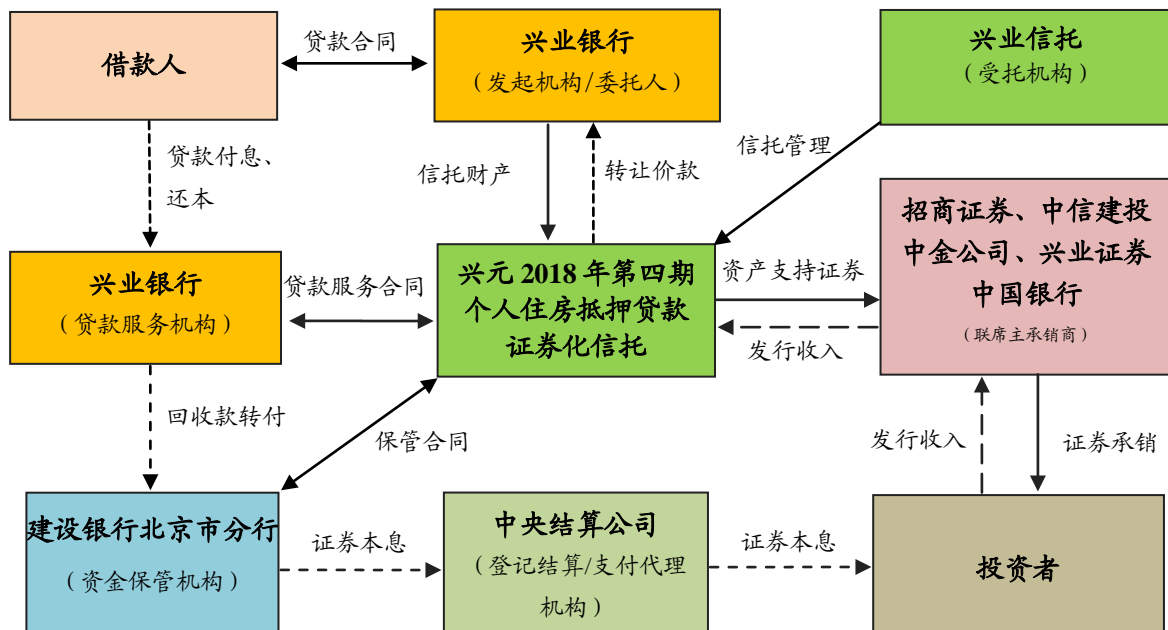 借款人
贷款合同
兴业银行
（发起机构/委托人）
兴业信托
（受托机构）
贷款付息、
还本
信托财产
转让价款
信托管理
招商证券、中信建投
中金公司、兴业证券
中国银行
（联席主承销商）
兴业银行
（贷款服务机构）
贷款服务合同
兴元 2018 年第四期
个人住房抵押贷款
证券化信托
资产支持证券
发行收入
回收款转付
保管合同
发行收入
证券承销
建设银行北京市分行
（资金保管机构）
证券本息
中央结算公司
（登记结算/支付代理
机构）
证券本息
投资者